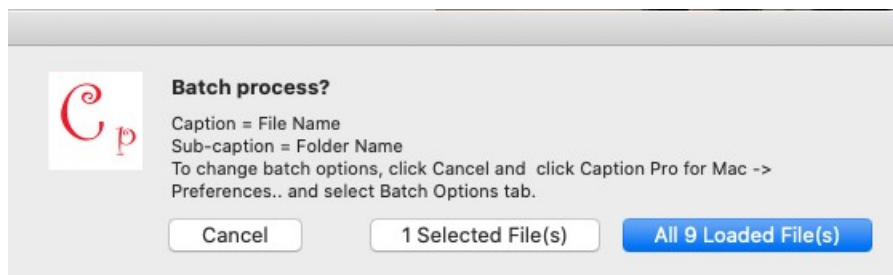 Cp
Batch process?
Caption = File Name
Sub-caption = Folder Name
To change batch options, click Cancel and  click Caption Pro for Mac ->
Preferences.. and select Batch Options tab.
Cancel
1 Selected File(s)
All 9 Loaded File(s)